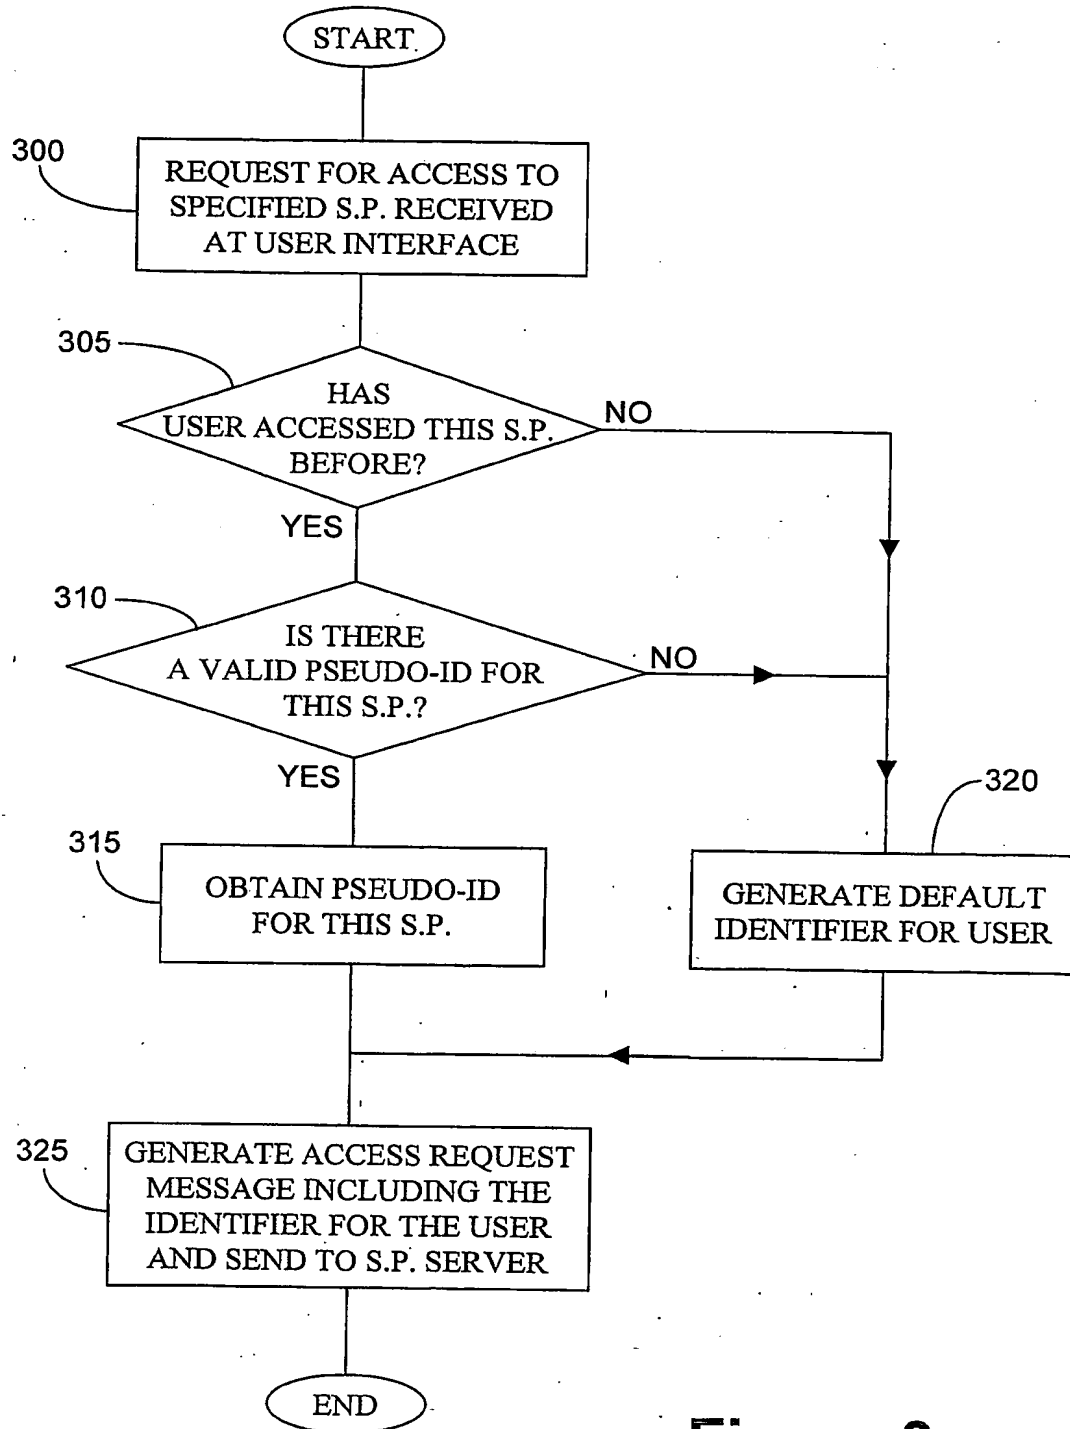 START
300
REQUEST FOR ACCESS TO
SPECIFIED S.P. RECEIVED
AT USER INTERFACE
305
HAS
USER ACCESSED THIS S.P.
BEFORE?
NO
YES
310
IS THERE
A VALID PSEUDO-ID FOR
THIS S.P.?
NO
YES
315
OBTAIN PSEUDO-ID
FOR THIS S.P.
320
GENERATE DEFAULT
IDENTIFIER FOR USER
325
GENERATE ACCESS REQUEST
MESSAGE INCLUDING THE
IDENTIFIER FOR THE USER
AND SEND TO S.P. SERVER
END